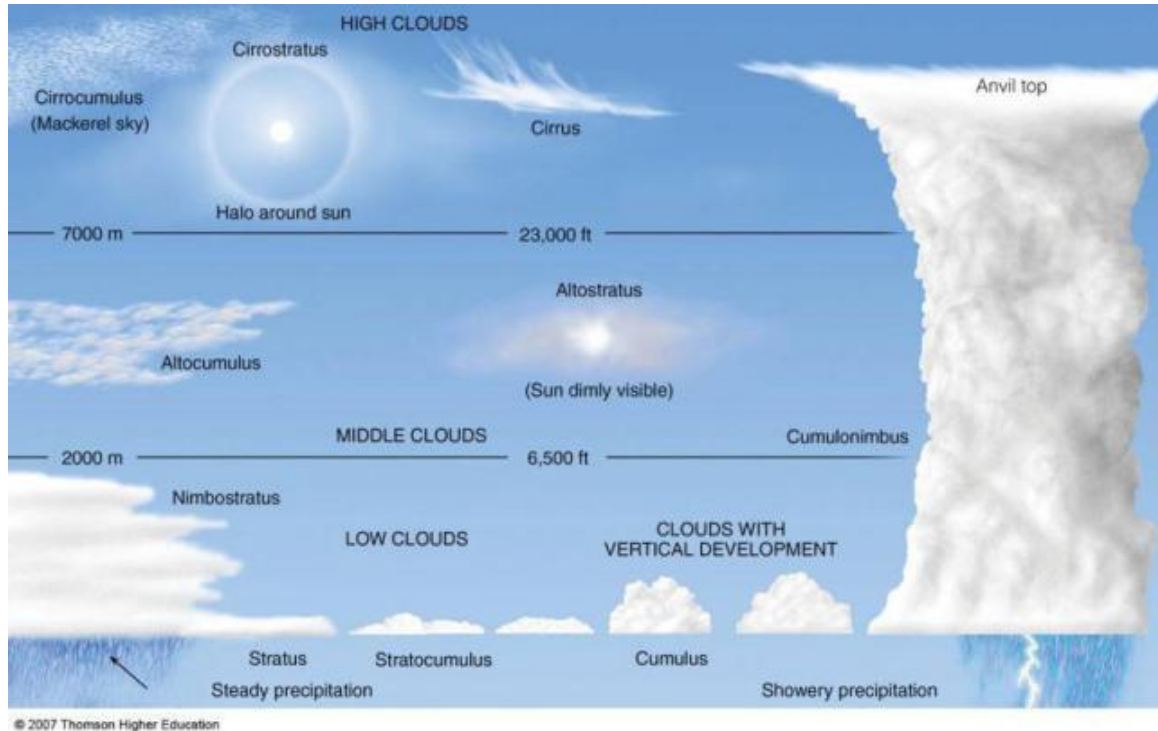 HIGH CLOUDS
Cirrostratus
Cirrocumulus
(Mackerel sky)
Cirrus
Anvil top
Halo around sun
7000 m
23,000 ft
Altostratus
Altocumulus
(Sun dimly visible)
MIDDLE CLOUDS
Cumulonimbus
2000 m
6,500 ft
Nimbostratus
LOW CLOUDS
CLOUDS WITH
VERTICAL DEVELOPMENT
Stratus
Stratocumulus
Cumulus
Steady precipitation
Showery precipitation
© 2007 Thomson Higher Education